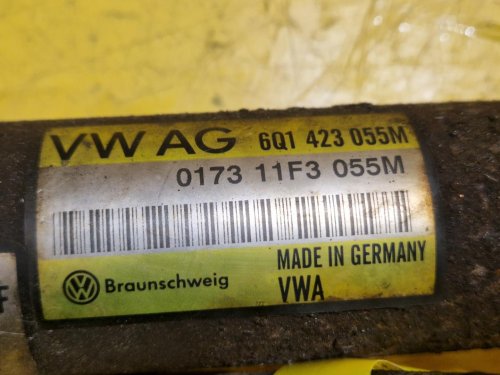 VW AG 6Q1 423 055M
0173 11F3 055M
MADE IN GERMANY
Braunschweig VWA
F